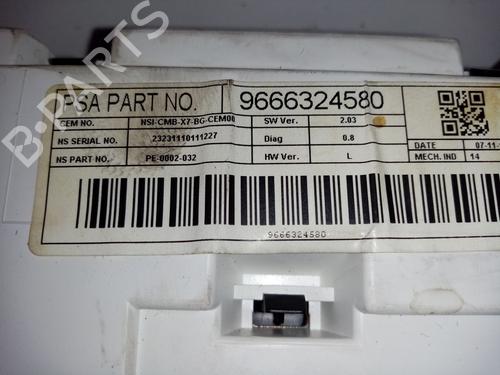 PSA PART NO. 9666324580
CEM NO. NSI-CMB-X7-BG-CEM00 SW Ver. 2.03
NS SERIAL NO. 23231110111227 Diag 0.8 DATE 07-11-
NS PART NO. PE-0002-032 HW Ver. L MECH. IND 14
9666324580
B-PARTS